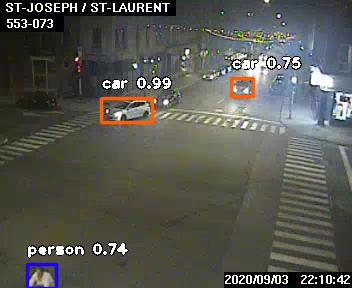 ST-JOSEPH / ST-LAURENT
553-073
car 0.75
car 0.99
person 0.74
2020/09/03 22:10:42